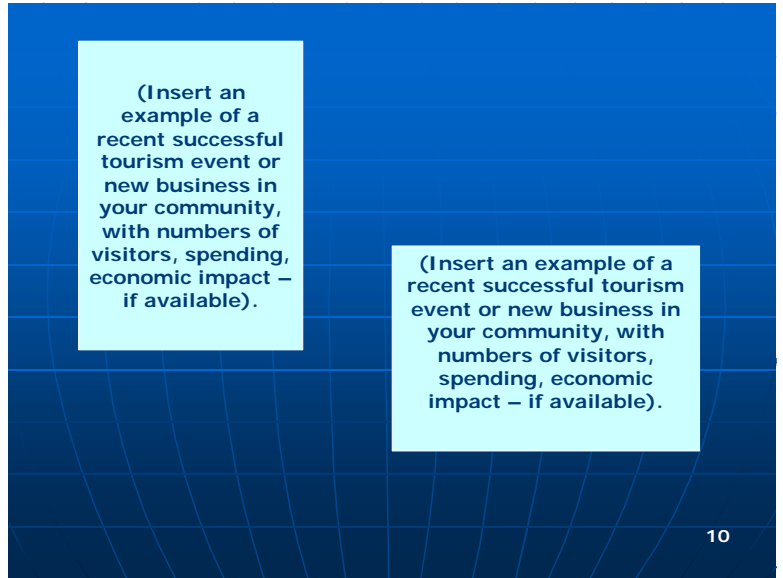 (Insert an
example of a
recent successful
tourism event or
new business in
your community,
with numbers of
visitors, spending,
economic impact –
if available).
(Insert an example of a
recent successful tourism
event or new business in
your community, with
numbers of visitors,
spending, economic
impact – if available).
10